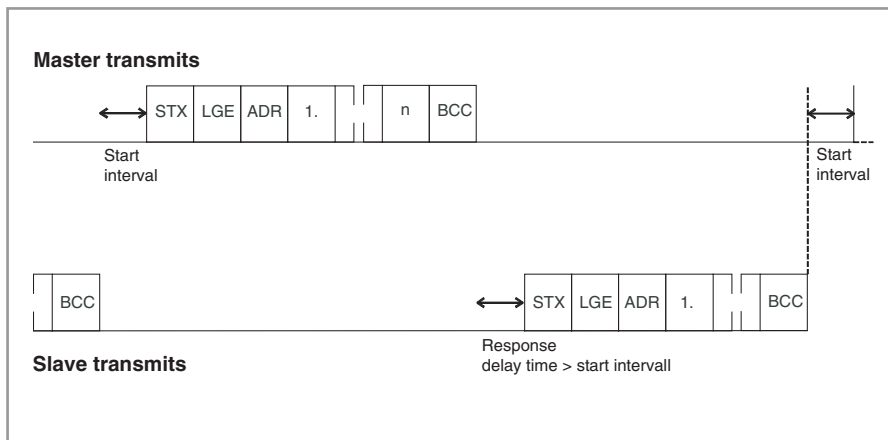 Master transmits
STX LGE ADR 1. n BCC
Start
interval
Start
interval
BCC
STX LGE ADR 1. BCC
Slave transmits
Response
delay time > start intervall